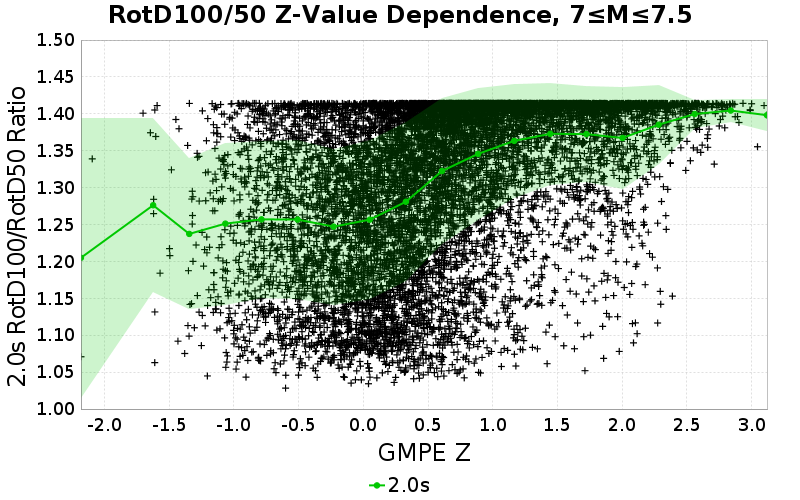 RotD100/50 Z-Value Dependence, 7≤M≤7.5
2.0s RotD100/RotD50 Ratio
1.50
1.45
1.40
1.35
1.30
1.25
1.20
1.15
1.10
1.05
1.00
-2.0 -1.5 -1.0 -0.5 0.0 0.5 1.0 1.5 2.0 2.5 3.0
GMPE Z
2.0s